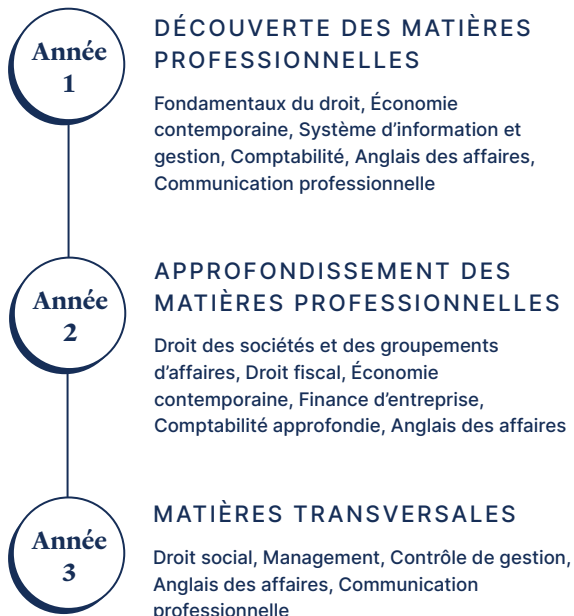 Année
1
DÉCOUVERTE DES MATIÈRES
PROFESSIONNELLES
Fondamentaux du droit, Économie
contemporaine, Système d’information et
gestion, Comptabilité, Anglais des affaires,
Communication professionnelle
Année
2
APPROFONDISSEMENT DES
MATIÈRES PROFESSIONNELLES
Droit des sociétés et des groupements
d’affaires, Droit fiscal, Économie
contemporaine, Finance d’entreprise,
Comptabilité approfondie, Anglais des affaires
Année
3
MATIÈRES TRANSVERSALES
Droit social, Management, Contrôle de gestion,
Anglais des affaires, Communication
professionnelle